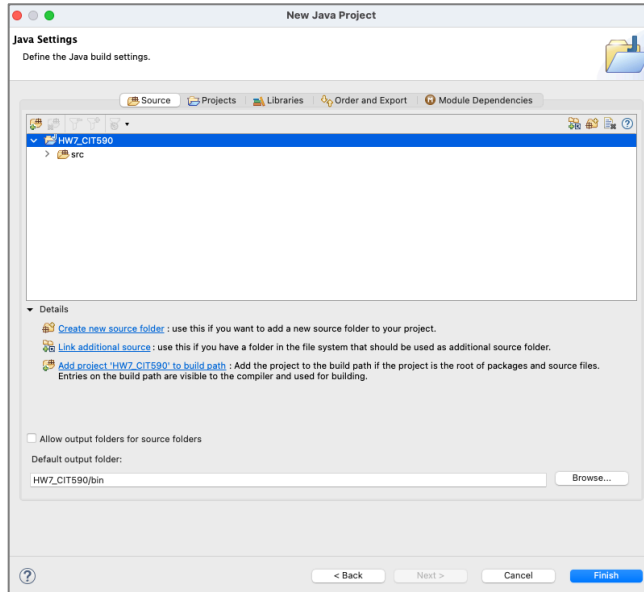 New Java Project
Java Settings
Define the Java build settings.
Source Projects Libraries Order and Export Module Dependencies
HW7_CIT590
src
Details
Create new source folder : use this if you want to add a new source folder to your project.
Link additional source : use this if you have a folder in the file system that should be used as additional source folder.
Add project 'HW7_CIT590' to build path : Add the project to the build path if the project is the root of packages and source files.
Entries on the build path are visible to the compiler and used for building.
Allow output folders for source folders
Default output folder:
HW7_CIT590/bin
Browse...
? < Back Next > Cancel Finish